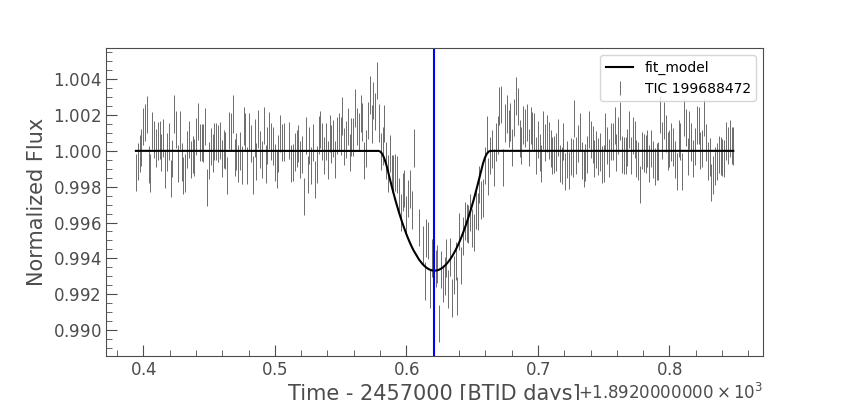 fit_model
TIC 199688472
Normalized Flux
1.004
1.002
1.000
0.998
0.996
0.994
0.992
0.990
0.4
0.5
0.6
0.7
0.8
Time - 2457000 [BTJD days]
+1.8920000000 × 10³